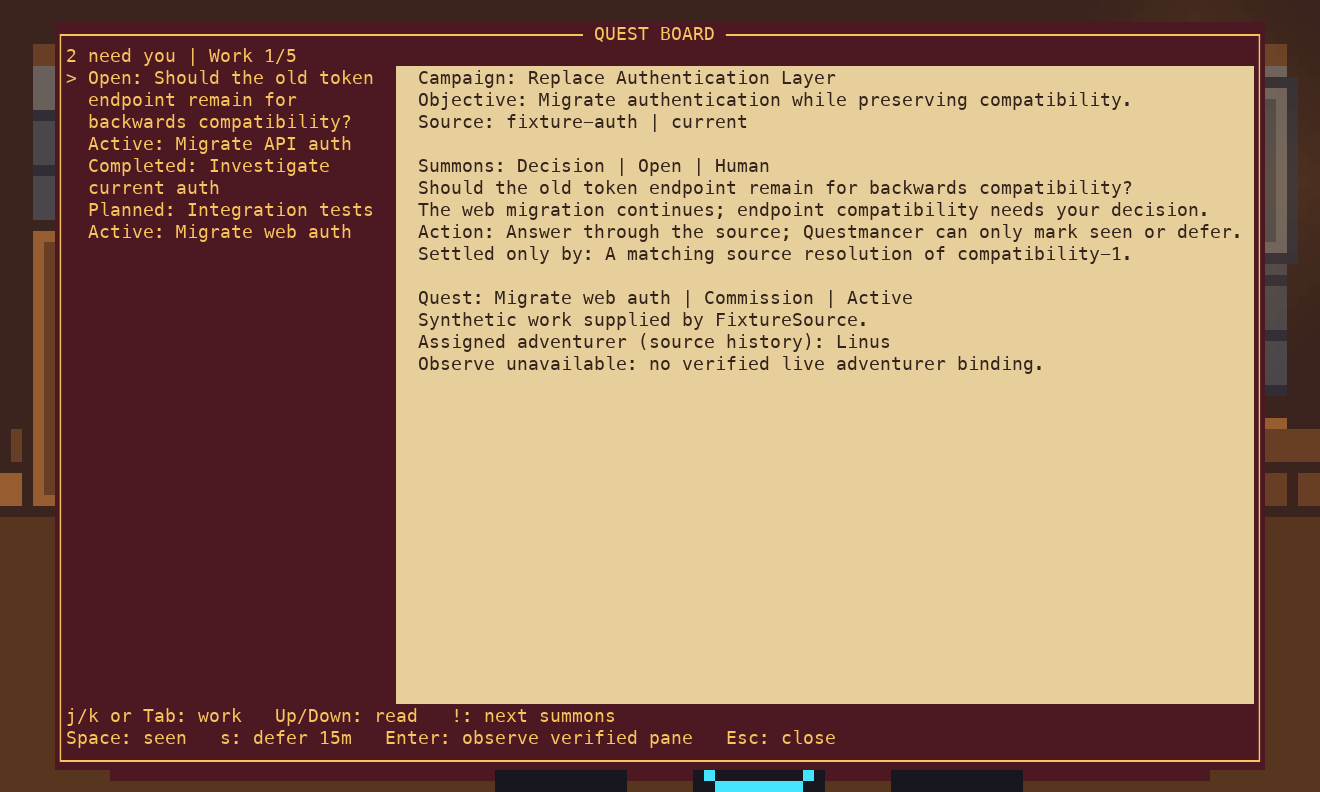 QUEST BOARD
2 need you | Work 1/5
> Open: Should the old token
endpoint remain for
backwards compatibility?
Active: Migrate API auth
Completed: Investigate
current auth
Planned: Integration tests
Active: Migrate web auth
Campaign: Replace Authentication Layer
Objective: Migrate authentication while preserving compatibility.
Source: fixture-auth | current
Summons: Decision | Open | Human
Should the old token endpoint remain for backwards compatibility?
The web migration continues; endpoint compatibility needs your decision.
Action: Answer through the source; Questmancer can only mark seen or defer.
Settled only by: A matching source resolution of compatibility-1.
Quest: Migrate web auth | Commission | Active
Synthetic work supplied by FixtureSource.
Assigned adventurer (source history): Linus
Observe unavailable: no verified live adventurer binding.
j/k or Tab: work   Up/Down: read   !: next summons
Space: seen   s: defer 15m   Enter: observe verified pane   Esc: close